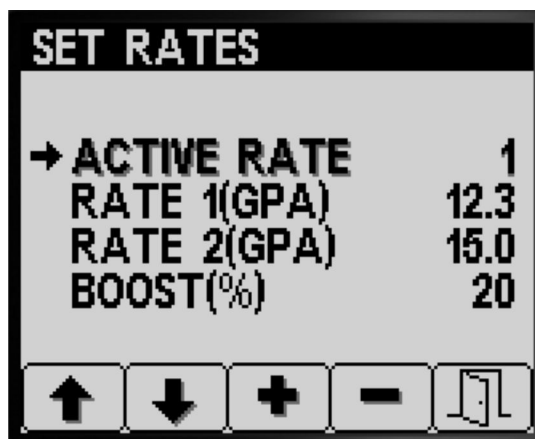 SET RATES
ACTIVE RATE 1
RATE 1(GPA) 12.3
RATE 2(GPA) 15.0
BOOST(%) 20